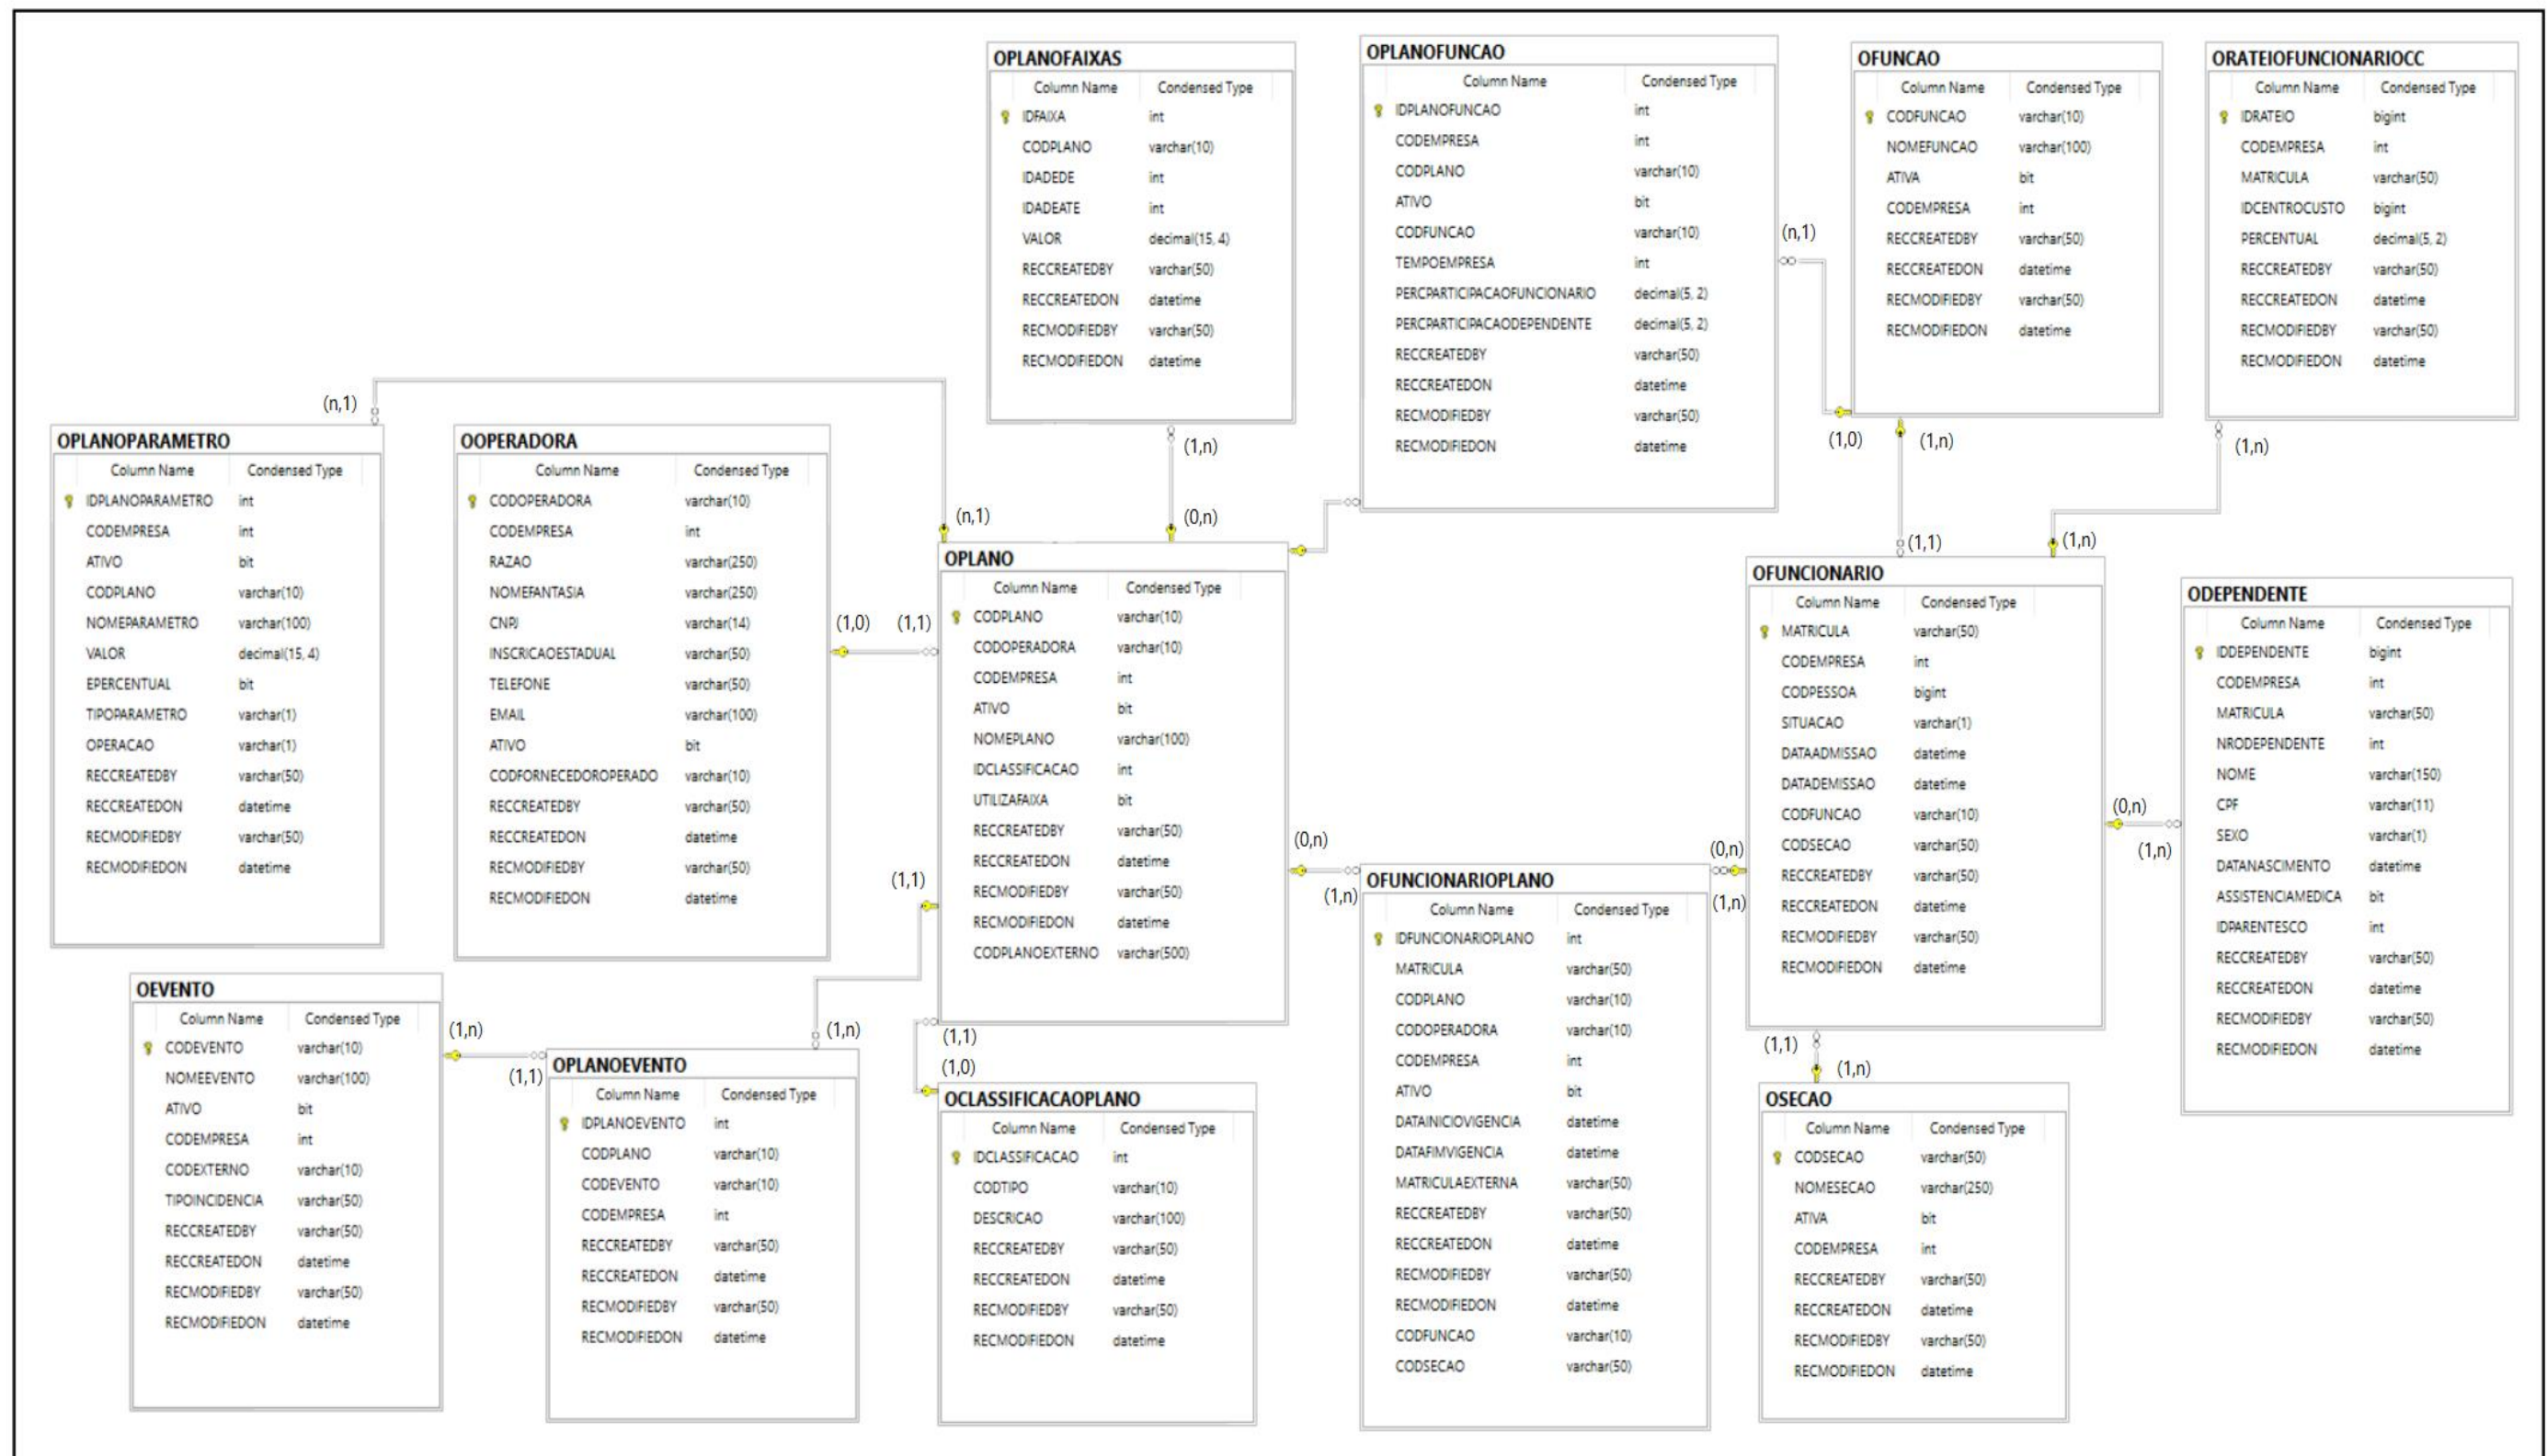 OPLANOFAIXAS
Column Name Condensed Type
IDFAIXA int
CODPLANO varchar(10)
IDADEDE int
IDADEATE int
VALOR decimal(15, 4)
RECCREATEDBY varchar(50)
RECCREATEDON datetime
RECMODIFIEDBY varchar(50)
RECMODIFIEDON datetime
OPLANOFUNCAO
Column Name Condensed Type
IDPLANOFUNCAO int
CODEMPRESA int
CODPLANO varchar(10)
ATIVO bit
CODFUNCAO varchar(10)
TEMPOEMPRESA int
PERCPARTICIPACAOFUNCIONARIO decimal(5, 2)
PERCPARTICIPACAODEPENDENTE decimal(5, 2)
RECCREATEDBY varchar(50)
RECCREATEDON datetime
RECMODIFIEDBY varchar(50)
RECMODIFIEDON datetime
OFUNCAO
Column Name Condensed Type
CODFUNCAO varchar(10)
NOMEFUNCAO varchar(100)
ATIVA bit
CODEMPRESA int
RECCREATEDBY varchar(50)
RECCREATEDON datetime
RECMODIFIEDBY varchar(50)
RECMODIFIEDON datetime
ORATEIOFUNCIONARIOCC
Column Name Condensed Type
IDRATEIO bigint
CODEMPRESA int
MATRICULA varchar(50)
IDCENTROCUSTO bigint
PERCENTUAL decimal(5, 2)
RECCREATEDBY varchar(50)
RECCREATEDON datetime
RECMODIFIEDBY varchar(50)
RECMODIFIEDON datetime
(n,1)
(1,0)
(1,n)
(1,n)
(n,1)
(1,n)
(n,1)
(0,n)
(1,1)
(1,n)
OPLANOPARAMETRO
Column Name Condensed Type
IDPLANOPARAMETRO int
CODEMPRESA int
ATIVO bit
CODPLANO varchar(10)
NOMEPARAMETRO varchar(100)
VALOR decimal(15, 4)
EPERCENTUAL bit
TIPOPARAMETRO varchar(1)
OPERACAO varchar(1)
RECCREATEDBY varchar(50)
RECCREATEDON datetime
RECMODIFIEDBY varchar(50)
RECMODIFIEDON datetime
OOPERADORA
Column Name Condensed Type
CODOPERADORA varchar(10)
CODEMPRESA int
RAZAO varchar(250)
NOMEFANTASIA varchar(250)
CNPJ varchar(14)
INSCRICAOESTADUAL varchar(50)
TELEFONE varchar(50)
EMAIL varchar(100)
ATIVO bit
CODFORNECEDOROPERADO varchar(10)
RECCREATEDBY varchar(50)
RECCREATEDON datetime
RECMODIFIEDBY varchar(50)
RECMODIFIEDON datetime
(1,0) (1,1)
OPLANO
Column Name Condensed Type
CODPLANO varchar(10)
CODOPERADORA varchar(10)
CODEMPRESA int
ATIVO bit
NOMEPLANO varchar(100)
IDCLASSIFICACAO int
UTILIZAFAIXA bit
RECCREATEDBY varchar(50)
RECCREATEDON datetime
RECMODIFIEDBY varchar(50)
RECMODIFIEDON datetime
CODPLANOEXTERNO varchar(500)
OFUNCIONARIO
Column Name Condensed Type
MATRICULA varchar(50)
CODEMPRESA int
CODPESSOA bigint
SITUACAO varchar(1)
DATAADMISSAO datetime
DATADEMISSAO datetime
CODFUNCAO varchar(10)
CODSECAO varchar(50)
RECCREATEDBY varchar(50)
RECCREATEDON datetime
RECMODIFIEDBY varchar(50)
RECMODIFIEDON datetime
ODEPENDENTE
Column Name Condensed Type
IDDEPENDENTE bigint
CODEMPRESA int
MATRICULA varchar(50)
NRODEPENDENTE int
NOME varchar(150)
CPF varchar(11)
SEXO varchar(1)
DATANASCIMENTO datetime
ASSISTENCIAMEDICA bit
IDPARENTESCO int
RECCREATEDBY varchar(50)
RECCREATEDON datetime
RECMODIFIEDBY varchar(50)
RECMODIFIEDON datetime
(0,n)
(1,n)
(0,n)
(1,n)
(0,n)
(1,n)
(1,1)
(1,n)
(1,n)
(1,1)
(1,1)
(1,0)
(1,1)
(1,n)
OEVENTO
Column Name Condensed Type
CODEVENTO varchar(10)
NOMEEVENTO varchar(100)
ATIVO bit
CODEMPRESA int
CODEXTERNO varchar(10)
TIPOINCIDENCIA varchar(50)
RECCREATEDBY varchar(50)
RECCREATEDON datetime
RECMODIFIEDBY varchar(50)
RECMODIFIEDON datetime
OPLANOEVENTO
Column Name Condensed Type
IDPLANOEVENTO int
CODPLANO varchar(10)
CODEVENTO varchar(10)
CODEMPRESA int
RECCREATEDBY varchar(50)
RECCREATEDON datetime
RECMODIFIEDBY varchar(50)
RECMODIFIEDON datetime
OCLASSIFICACAOPLANO
Column Name Condensed Type
IDCLASSIFICACAO int
CODTIPO varchar(10)
DESCRICAO varchar(100)
RECCREATEDBY varchar(50)
RECCREATEDON datetime
RECMODIFIEDBY varchar(50)
RECMODIFIEDON datetime
OFUNCIONARIOPLANO
Column Name Condensed Type
IDFUNCIONARIOPLANO int
MATRICULA varchar(50)
CODPLANO varchar(10)
CODOPERADORA varchar(10)
CODEMPRESA int
ATIVO bit
DATAINICIOVIGENCIA datetime
DATAFIMVIGENCIA datetime
MATRICULAEXTERNA varchar(50)
RECCREATEDBY varchar(50)
RECCREATEDON datetime
RECMODIFIEDBY varchar(50)
RECMODIFIEDON datetime
CODFUNCAO varchar(10)
CODSECAO varchar(50)
OSECAO
Column Name Condensed Type
CODSECAO varchar(50)
NOMESECAO varchar(250)
ATIVA bit
CODEMPRESA int
RECCREATEDBY varchar(50)
RECCREATEDON datetime
RECMODIFIEDBY varchar(50)
RECMODIFIEDON datetime